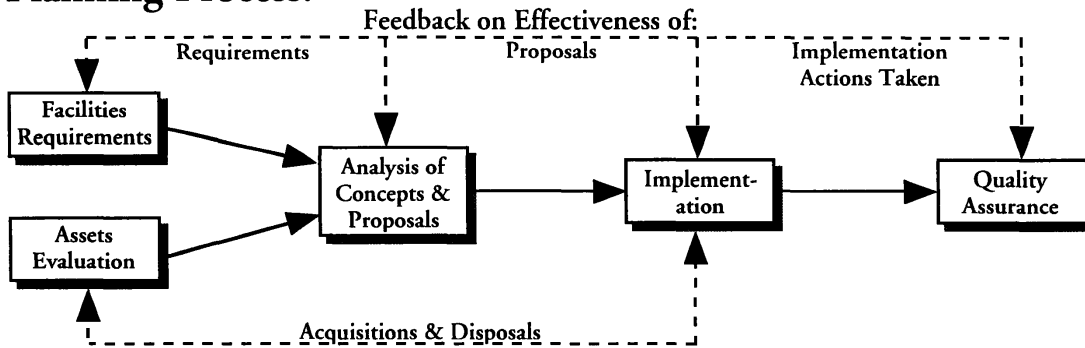 Planning Process:
Feedback on Effectiveness of:
Requirements
Proposals
Implementation
Actions Taken
Facilities
Requirements
Analysis of
Concepts &
Proposals
Implement-
ation
Quality
Assurance
Assets
Evaluation
Acquisitions & Disposals